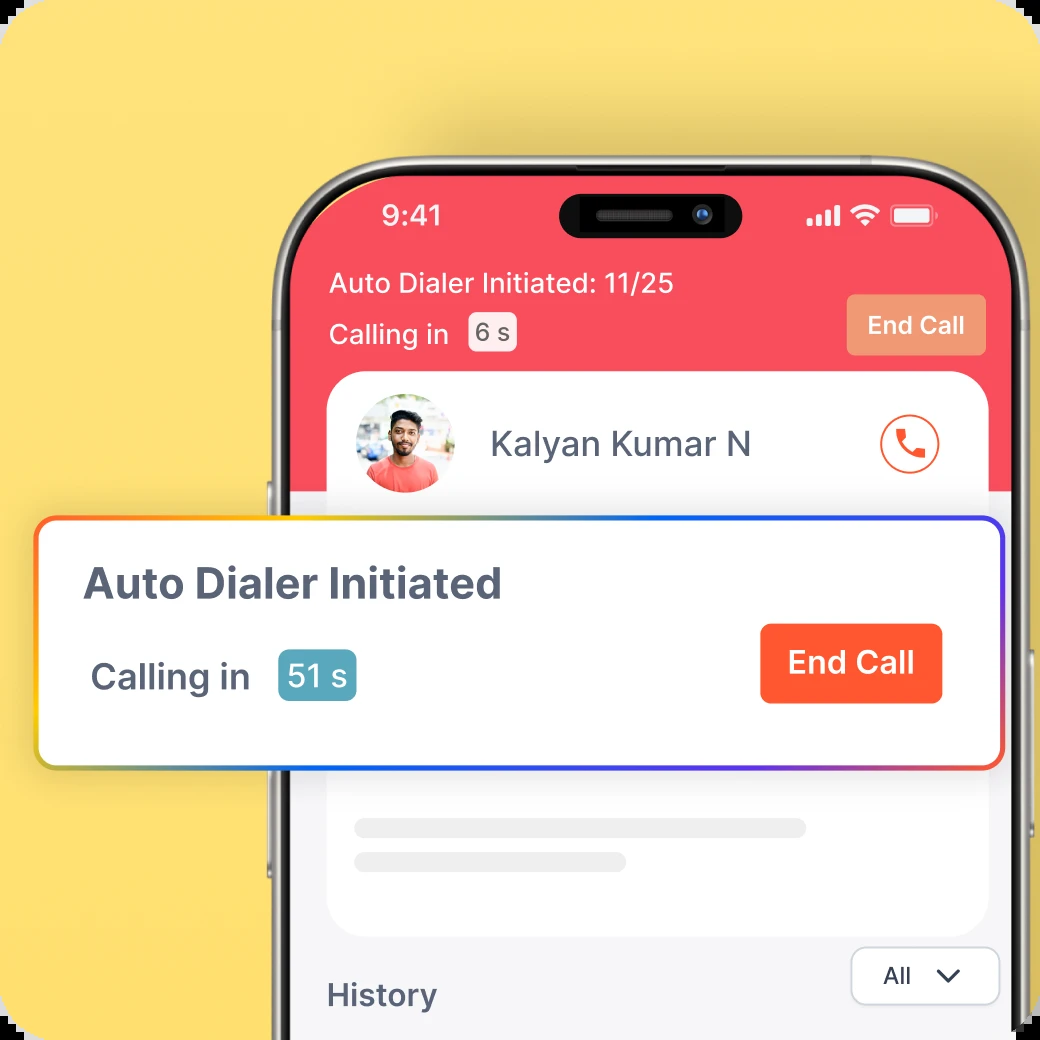 9:41
Auto Dialer Initiated: 11/25
Calling in 6 s
End Call
Kalyan Kumar N
Auto Dialer Initiated
Calling in 51 s
End Call
History
All